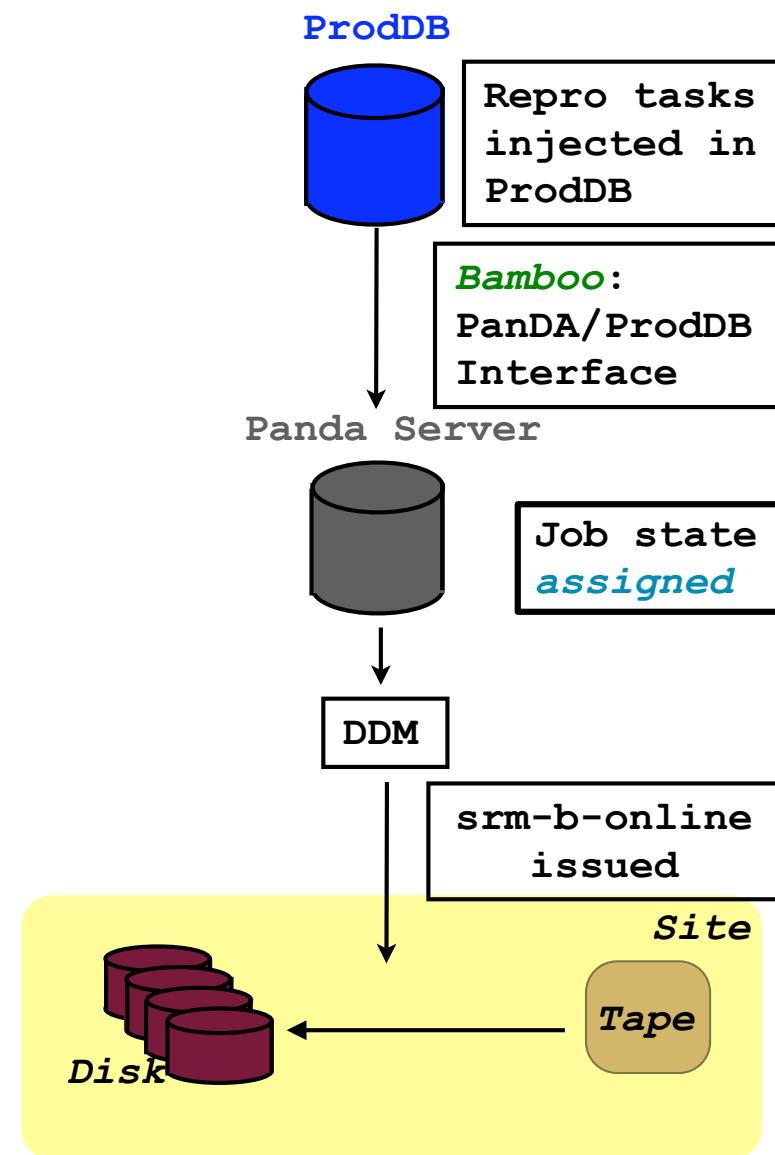 ProdDB
Repro tasks
injected in
ProdDB
Bamboo:
PanDA/ProdDB
Interface
Panda Server
Job state
assigned
DDM
srm-b-online
issued
Site
Tape
Disk